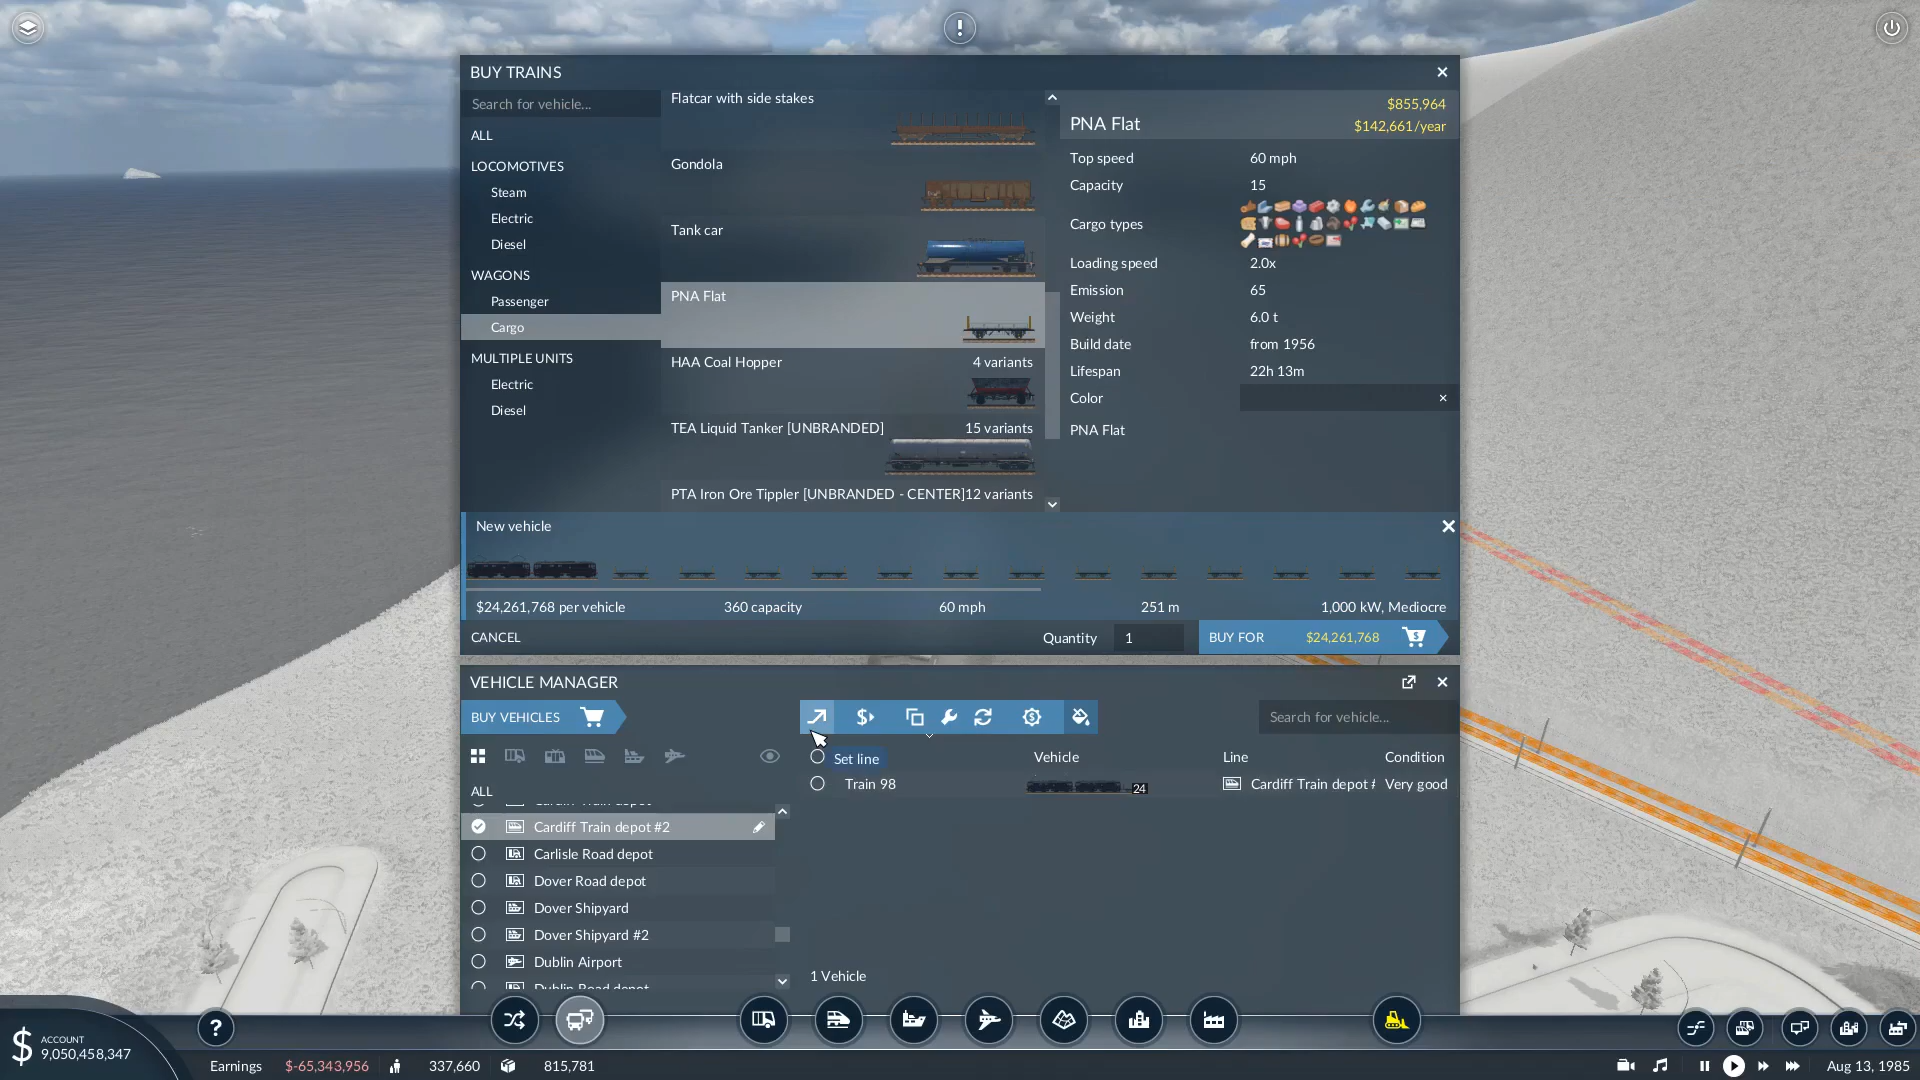 BUY TRAINS
Search for vehicle...
ALL
LOCOMOTIVES
Steam
Electric
Diesel
WAGONS
Passenger
Cargo
MULTIPLE UNITS
Electric
Diesel
Flatcar with side stakes
Gondola
Tank car
PNA Flat
HAA Coal Hopper 4 variants
TEA Liquid Tanker [UNBRANDED] 15 variants
PTA Iron Ore Tippler [UNBRANDED - CENTER]12 variants
$855,964
PNA Flat $142,661/year
Top speed 60 mph
Capacity 15
Cargo types
Loading speed 2.0x
Emission 65
Weight 6.0 t
Build date from 1956
Lifespan 22h 13m
Color
PNA Flat
New vehicle
$24,261,768 per vehicle 360 capacity 60 mph 251 m 1,000 kW, Mediocre
CANCEL Quantity 1 BUY FOR $24,261,768
VEHICLE MANAGER
BUY VEHICLES
Search for vehicle...
Set line
Vehicle Line Condition
Train 98 24 Cardiff Train depot # Very good
ALL
Cardiff Train depot
Cardiff Train depot #2
Carlisle Road depot
Dover Road depot
Dover Shipyard
Dover Shipyard #2
Dublin Airport
Dublin Road depot
1 Vehicle
ACCOUNT
$ 9,050,458,347
?
Earnings $-65,343,956 337,660 815,781
Aug 13, 1985